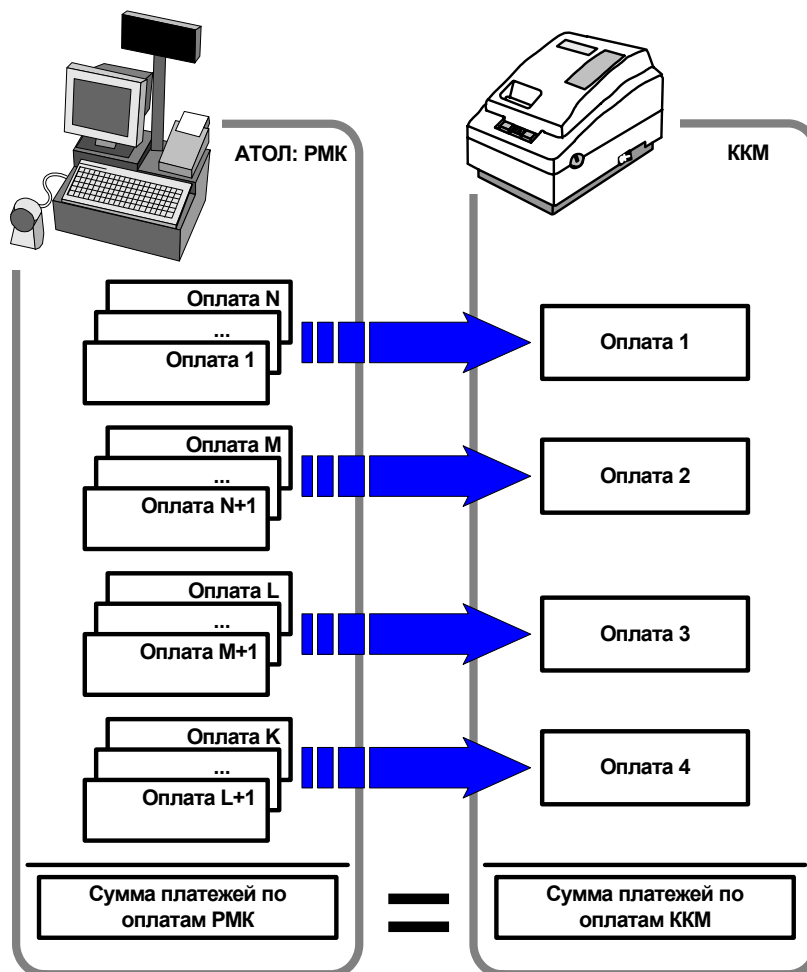 АТОЛ: РМК
ККМ
Оплата N
...
Оплата 1
Оплата 1
Оплата M
...
Оплата N+1
Оплата 2
Оплата L
...
Оплата M+1
Оплата 3
Оплата K
...
Оплата L+1
Оплата 4
Сумма платежей по
оплатам РМК
=
Сумма платежей по
оплатам ККМ